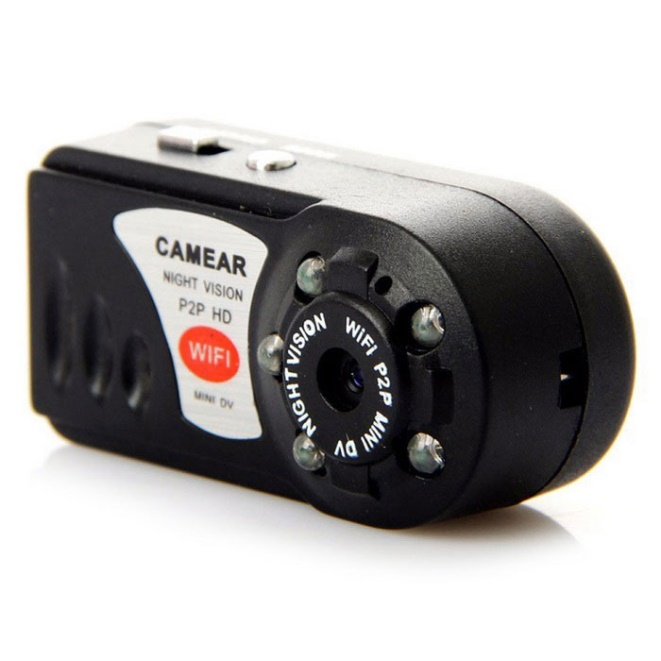 CAMEAR
NIGHT VISION
P2P HD
WIFI
MINI DV
NIGHTVISION WiFi P2P MINI DV